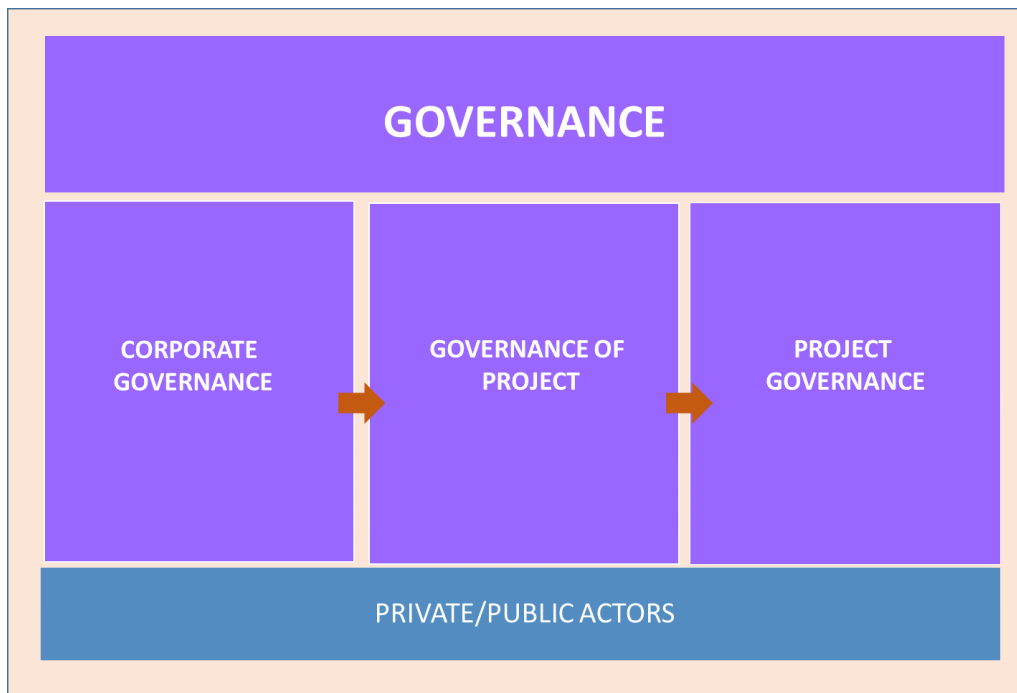 GOVERNANCE
CORPORATE
GOVERNANCE
GOVERNANCE OF
PROJECT
PROJECT
GOVERNANCE
PRIVATE/PUBLIC ACTORS